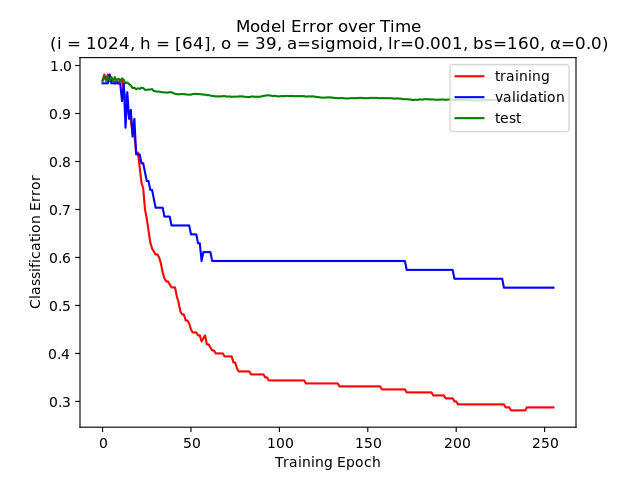 Model Error over Time
(i = 1024, h = [64], o = 39, a=sigmoid, lr=0.001, bs=160, α=0.0)
1.0
0.9
0.8
0.7
0.6
0.5
0.4
0.3
Classification Error
training
validation
test
0 50 100 150 200 250
Training Epoch